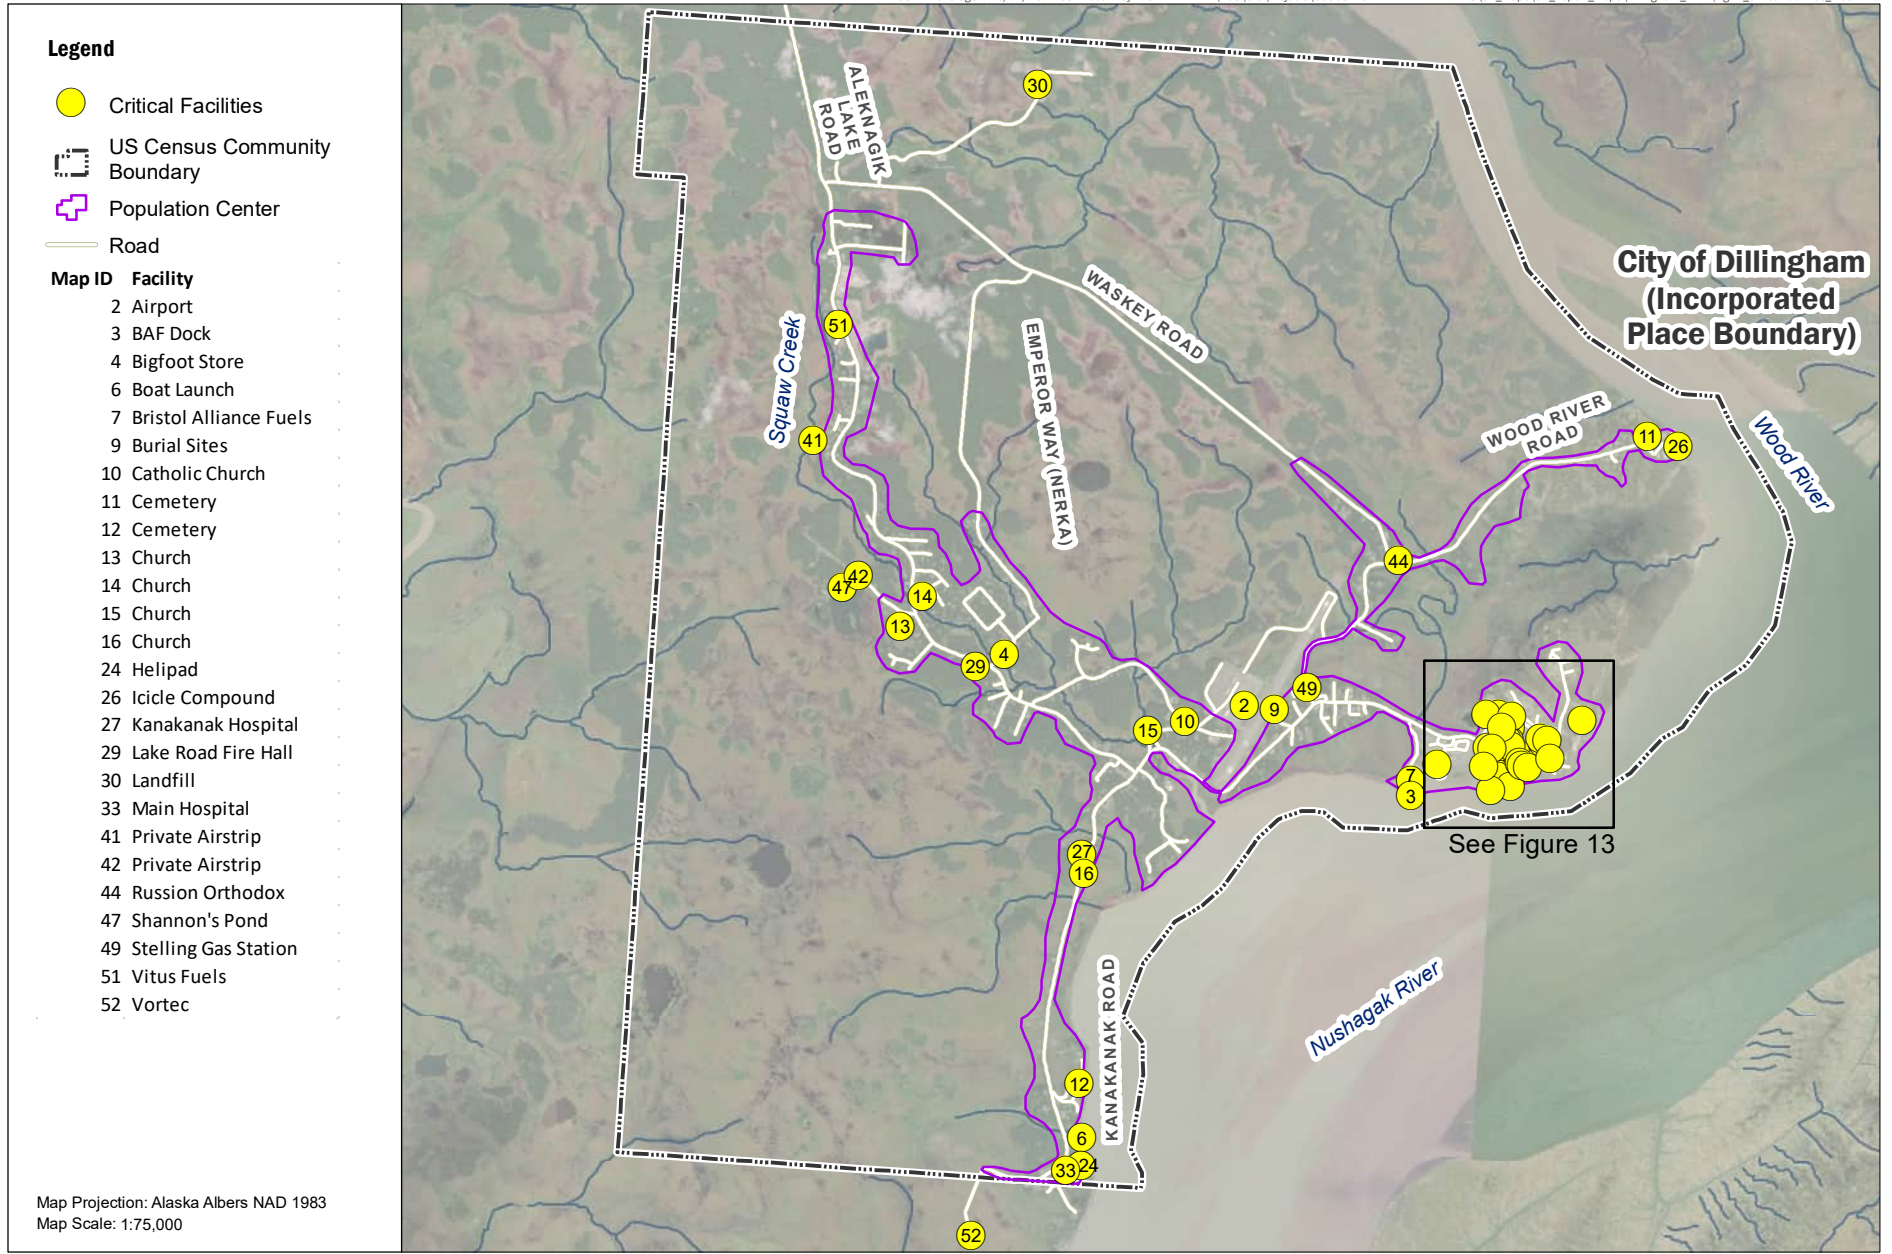 Legend
Critical Facilities
US Census Community
Boundary
Population Center
Road
Map ID Facility
2 Airport
3 BAF Dock
4 Bigfoot Store
6 Boat Launch
7 Bristol Alliance Fuels
9 Burial Sites
10 Catholic Church
11 Cemetery
12 Cemetery
13 Church
14 Church
15 Church
16 Church
24 Helipad
26 Icicle Compound
27 Kanakanak Hospital
29 Lake Road Fire Hall
30 Landfill
33 Main Hospital
41 Private Airstrip
42 Private Airstrip
44 Russion Orthodox
47 Shannon's Pond
49 Stelling Gas Station
51 Vitus Fuels
52 Vortec
Map Projection: Alaska Albers NAD 1983
Map Scale: 1:75,000
30
ALEKNAGIK
LAKE
ROAD
WASKEY ROAD
City of Dillingham
(Incorporated
Place Boundary)
51
Squaw Creek
EMPEROR WAY (NERKA)
41
WOOD RIVER
ROAD
11
26
Wood River
44
42
47
14
13
4
29
49
2
9
10
15
7
3
See Figure 13
27
16
KANAKANAK ROAD
Nushagak River
12
6
33
24
52